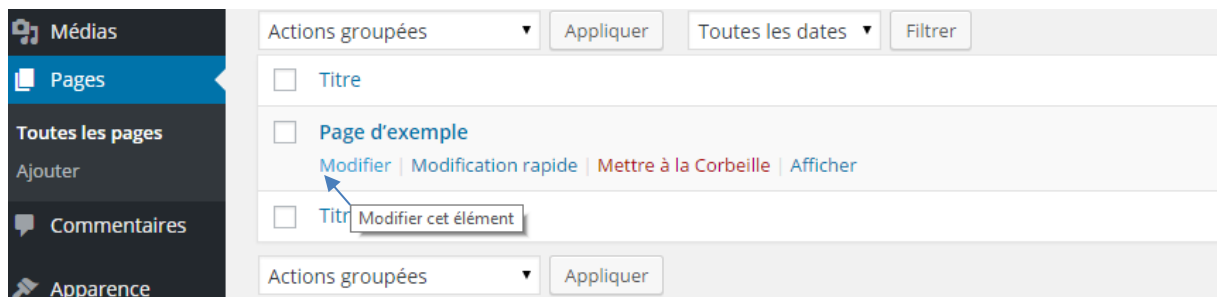 Médias
Pages
Toutes les pages
Ajouter
Commentaires
Apparence
Actions groupées Appliquer Toutes les dates Filtrer
Titre
Page d’exemple
Modifier | Modification rapide | Mettre à la Corbeille | Afficher
Titr
Modifier cet élément
Actions groupées Appliquer